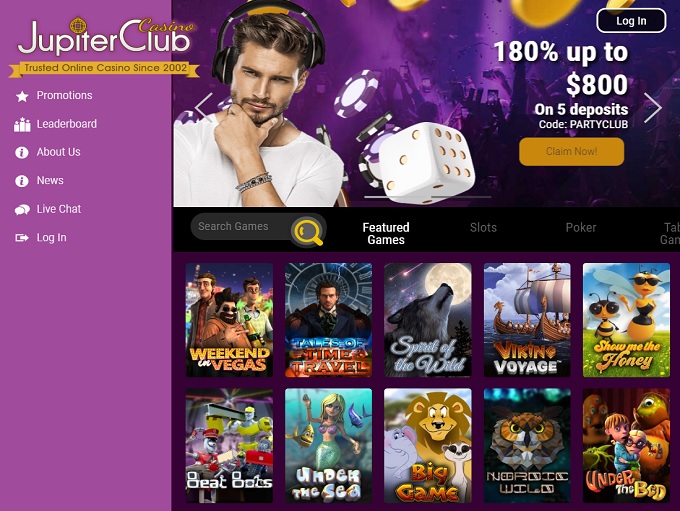 Casino
JupiterClub
Trusted Online Casino Since 2002
Promotions
Leaderboard
About Us
News
Live Chat
Log In
Log In
180% up to
$800
On 5 deposits
Code: PARTYCLUB
Claim Now!
Search Games
Featured
Games
Slots
Poker
Tab
Gam
WEEKEND
in VEGAS
TALES OF
TIME
TRAVEL
Spirit of
the Wild
VIKING
VOYAGE
Show me the
Honey
Beat Bots
UNDER
THE SEA
Big
Game
NORDIC
WILD
UNDER
THE BED